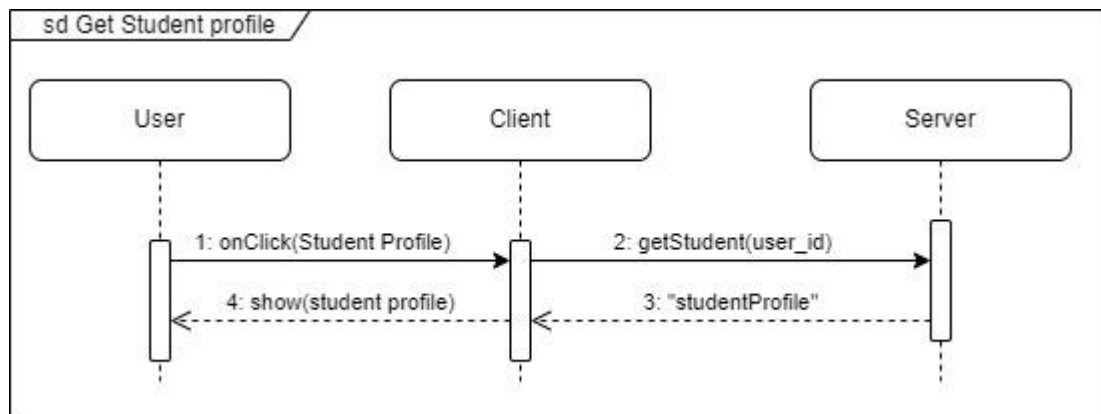 sd Get Student profile
User
Client
Server
1: onClick(Student Profile)
2: getStudent(user_id)
4: show(student profile)
3: "studentProfile"